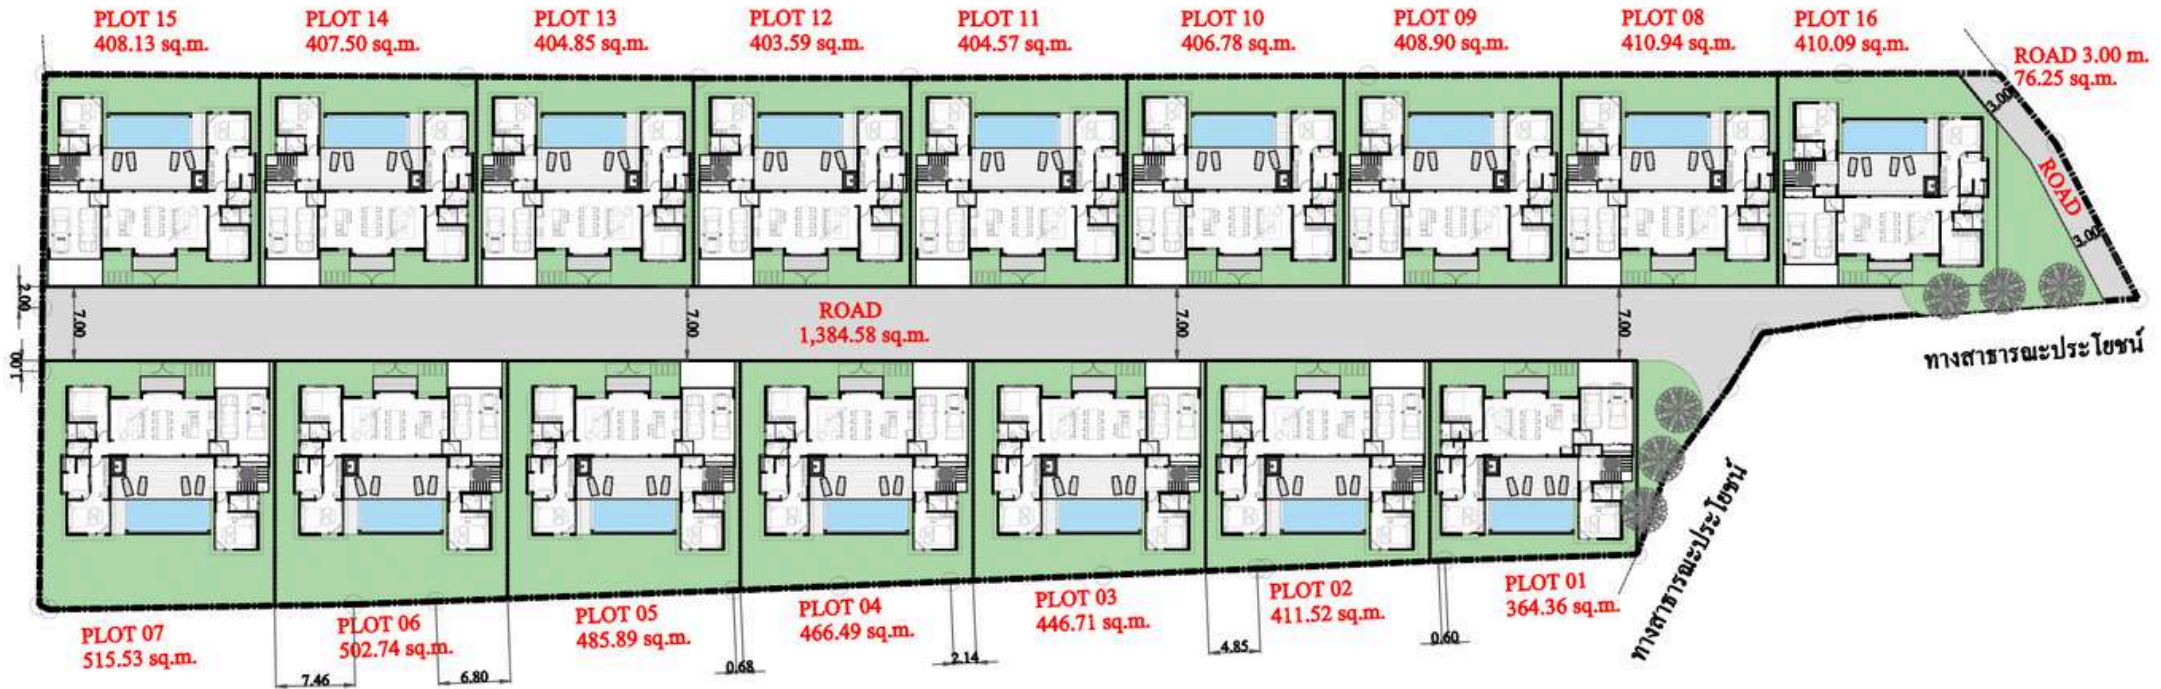 PLOT 15
408.13 sq.m.
PLOT 14
407.50 sq.m.
PLOT 13
404.85 sq.m.
PLOT 12
403.59 sq.m.
PLOT 11
404.57 sq.m.
PLOT 10
406.78 sq.m.
PLOT 09
408.90 sq.m.
PLOT 08
410.94 sq.m.
PLOT 16
410.09 sq.m.
ROAD 3.00 m.
76.25 sq.m.
3.00
ROAD
3.00
2.00
7.00
7.00
ROAD
1,384.58 sq.m.
7.00
7.00
1.00
ทางสาธารณะประโยชน์
ทางสาธารณะประโยชน์
PLOT 07
515.53 sq.m.
PLOT 06
502.74 sq.m.
PLOT 05
485.89 sq.m.
PLOT 04
466.49 sq.m.
PLOT 03
446.71 sq.m.
PLOT 02
411.52 sq.m.
PLOT 01
364.36 sq.m.
7.46
6.80
0.68
2.14
4.85
0.60